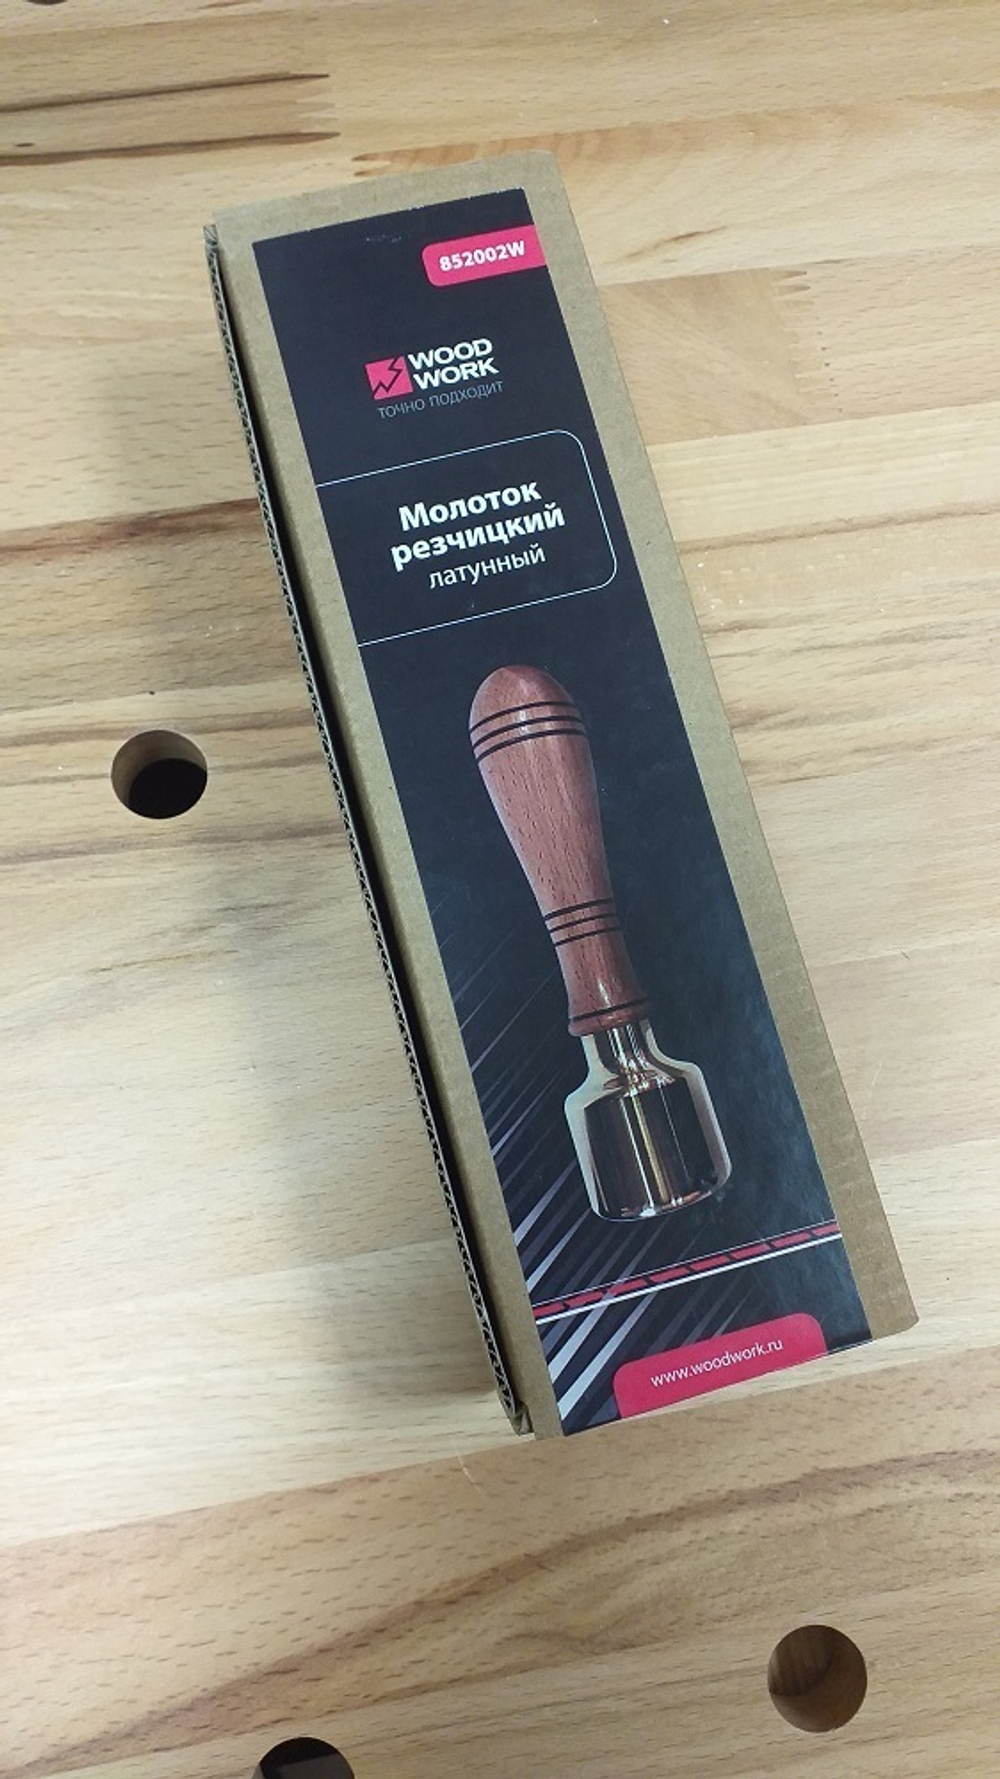 852002W
WOOD
WORK
ТОЧНО ПОДХОДИТ
Молоток
резчицкий
латунный
www.woodwork.ru